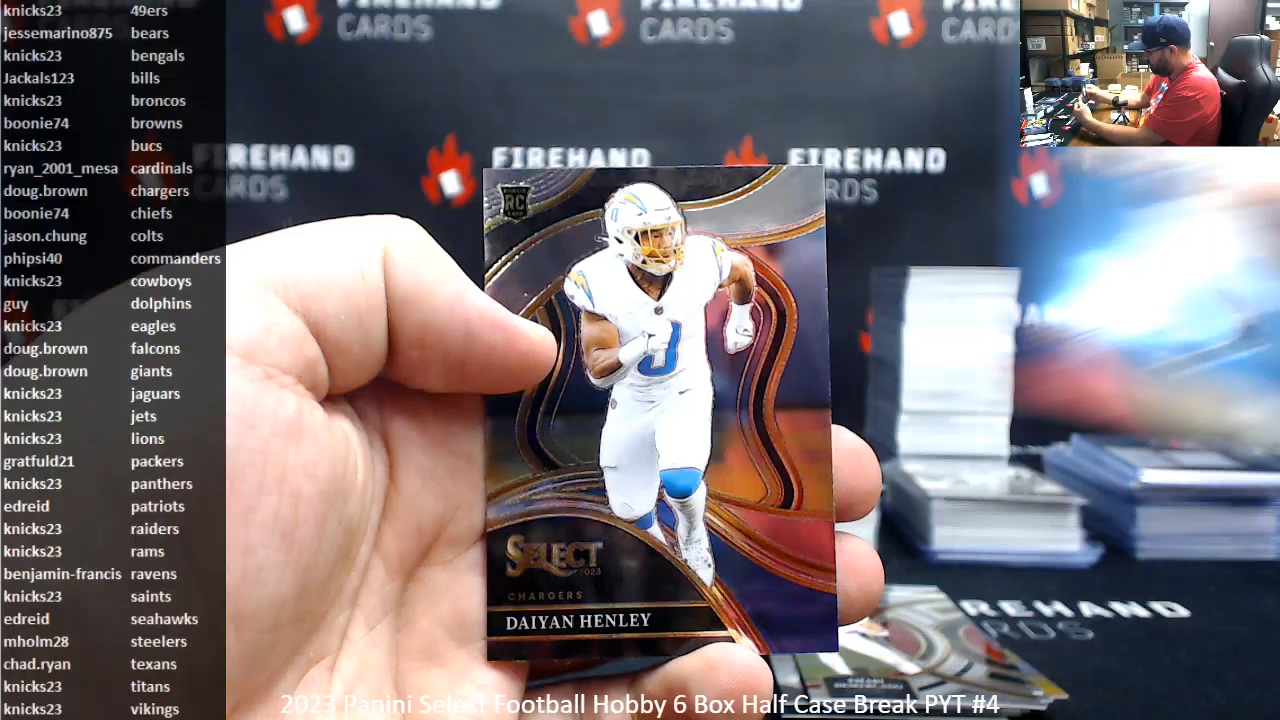 knicks23 49ers
jessemarino875 bears
knicks23 bengals
Jackals123 bills
knicks23 broncos
boonie74 browns
knicks23 bucs
ryan_2001_mesa cardinals
doug.brown chargers
boonie74 chiefs
jason.chung colts
phipsi40 commanders
knicks23 cowboys
guy dolphins
knicks23 eagles
doug.brown falcons
doug.brown giants
knicks23 jaguars
knicks23 jets
knicks23 lions
gratfuld21 packers
knicks23 panthers
edreid patriots
knicks23 raiders
knicks23 rams
benjamin-francis ravens
knicks23 saints
edreid seahawks
mholm28 steelers
chad.ryan texans
knicks23 titans
knicks23 vikings
CARDS
CARDS
CARD
FIREHAND
CARDS
FIREHAND
CARDS
FIREHAND
CARDS
RC
0
SELECT
2023
CHARGERS
DAIYAN HENLEY
REHAND
RDS
2023 Panini Select Football Hobby 6 Box Half Case Break PYT #4